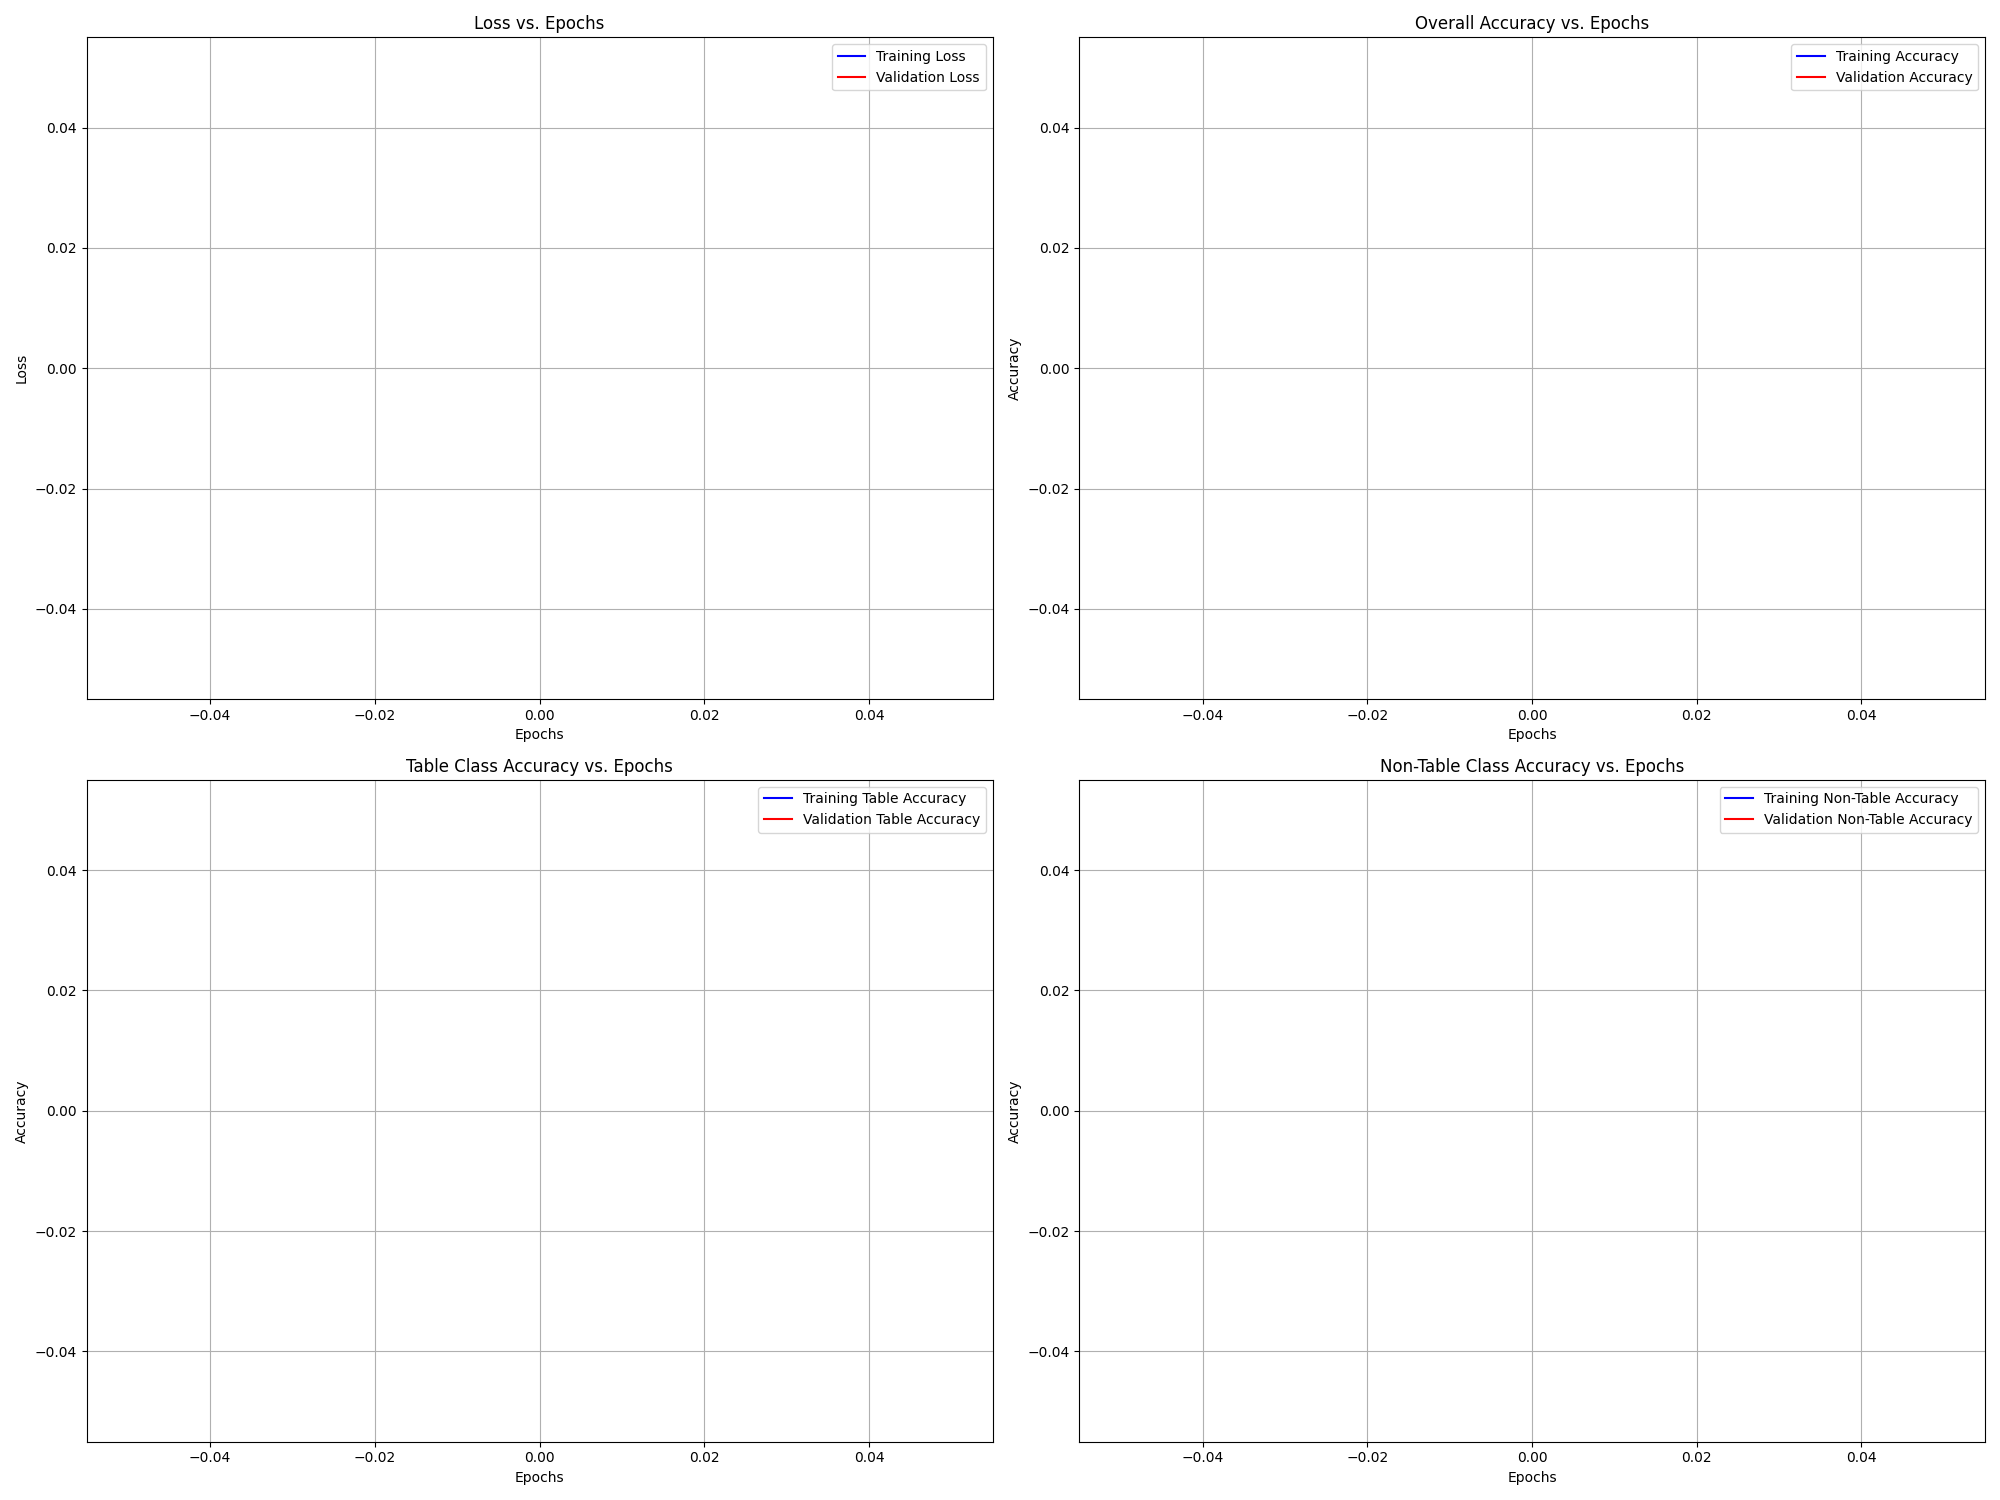 Loss vs. Epochs
Training Loss
Validation Loss
0.04
0.02
0.00
−0.02
−0.04
Loss
−0.04 −0.02 0.00 0.02 0.04
Epochs
Overall Accuracy vs. Epochs
Training Accuracy
Validation Accuracy
0.04
0.02
0.00
−0.02
−0.04
Accuracy
−0.04 −0.02 0.00 0.02 0.04
Epochs
Table Class Accuracy vs. Epochs
Training Table Accuracy
Validation Table Accuracy
0.04
0.02
0.00
−0.02
−0.04
Accuracy
−0.04 −0.02 0.00 0.02 0.04
Epochs
Non-Table Class Accuracy vs. Epochs
Training Non-Table Accuracy
Validation Non-Table Accuracy
0.04
0.02
0.00
−0.02
−0.04
Accuracy
−0.04 −0.02 0.00 0.02 0.04
Epochs